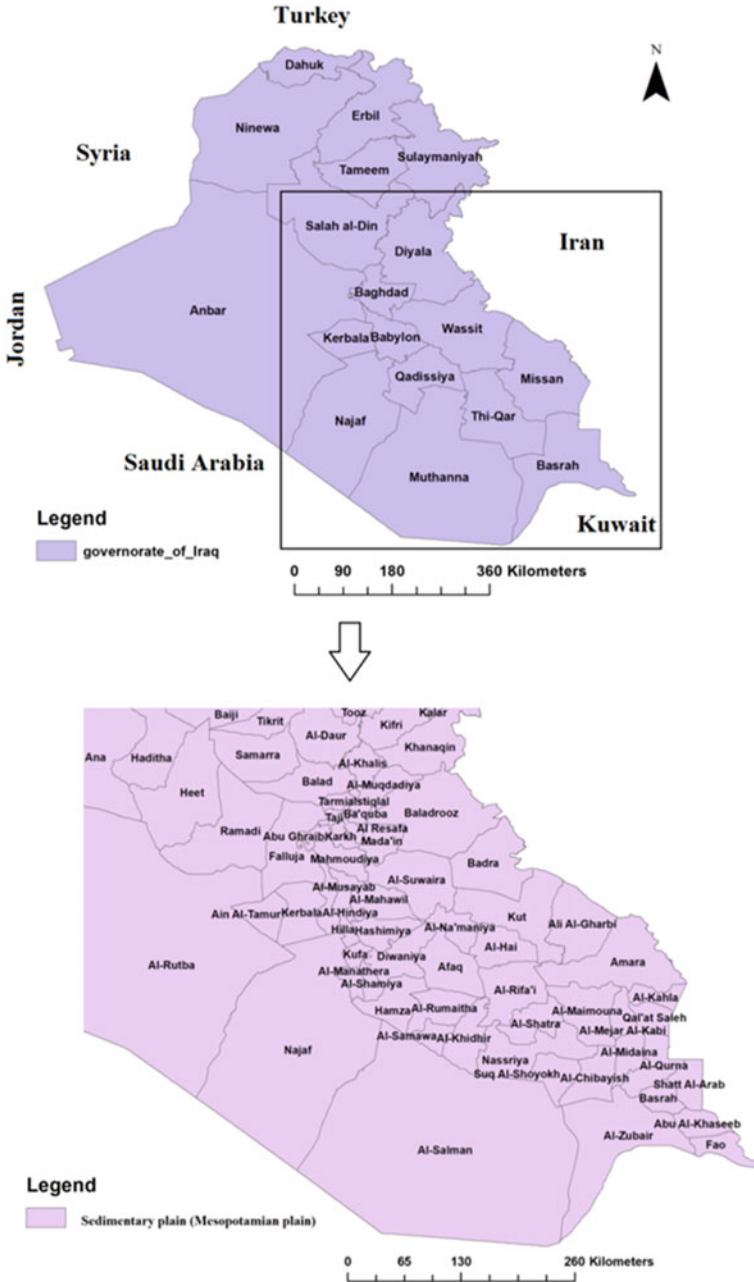 Turkey
N
Dahuk
Erbil
Ninewa
Syria
Sulaymaniyah
Tameem
Salah al-Din
Iran
Diyala
Baghdad
Anbar
Jordan
Wassit
Kerbala Babylon
Qadissiya
Missan
Najaf
Thi-Qar
Saudi Arabia
Basrah
Muthanna
Legend
Kuwait
governorate_of_Iraq
0 90 180 360 Kilometers
Baiji
Tikrit
Tooz
Kifri
Kalar
Al-Daur
Khanaqin
Ana
Haditha
Samarra
Al-Khalis
Balad
Al-Muqdadiya
Heet
Tarmia Istiqlal
Taji Ba'quba
Baladrooz
Ramadi
Abu Ghraib Karkh
Al Resafa
Mada'in
Falluja
Mahmoudiya
Badra
Al-Suwaira
Al-Musayab
Al-Mahawil
Ain Al-Tamur
Kerbala Al-Hindiya
Kut
Ali Al-Gharbi
Hilla Hashimiya
Al-Na'maniya
Al-Hai
Kufa
Diwaniya
Afaq
Amara
Al-Rutba
Al-Manathera
Al-Shamiya
Al-Rifa'i
Al-Kahla
Hamza Al-Rumaitha
Al-Maimouna
Qal'at Saleh
Al-Shatra
Al-Mejar Al-Kabi
Al-Samawa Al-Khidhir
Najaf
Al-Midaina
Nassriya
Al-Qurna
Suq Al-Shoyokh
Al-Chibayish
Shatt Al-Arab
Basrah
Abu Al-Khaseeb
Al-Zubair
Fao
Al-Salman
Legend
Sedimentary plain (Mesopotamian plain)
0 65 130 260 Kilometers